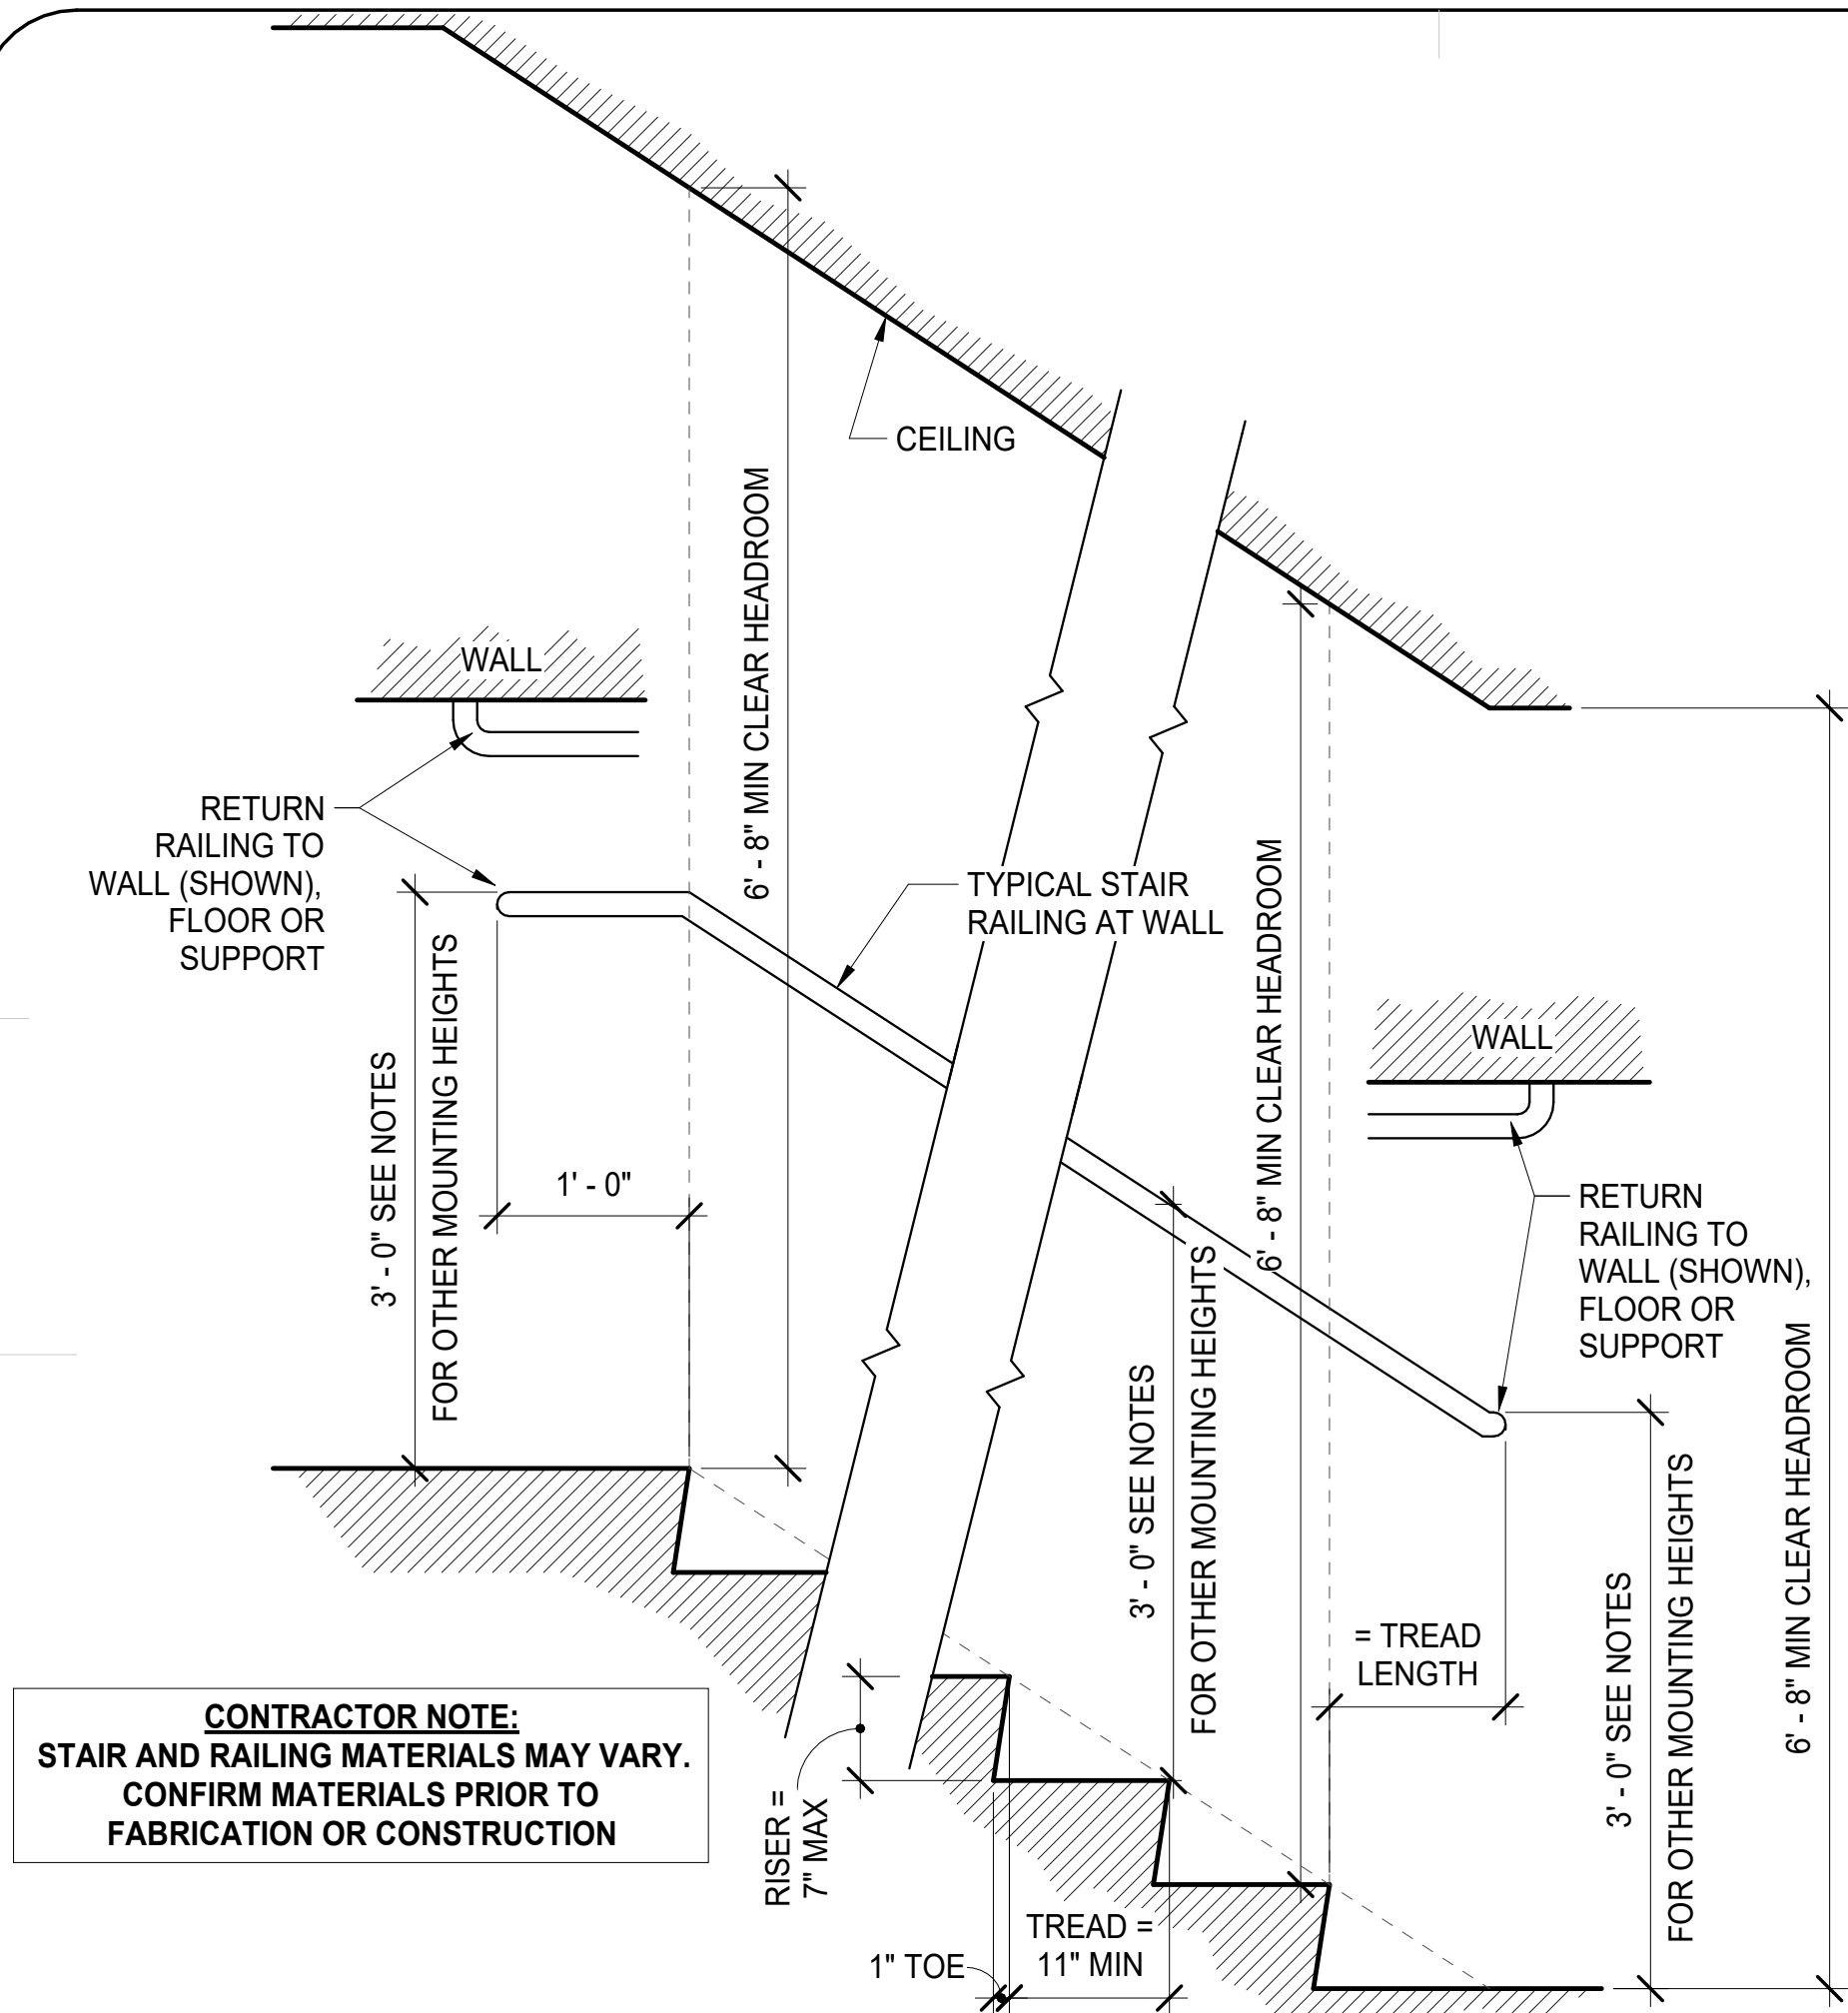 CEILING
6' - 8" MIN CLEAR HEADROOM
WALL
RETURN
RAILING TO
WALL (SHOWN),
FLOOR OR
SUPPORT
TYPICAL STAIR
RAILING AT WALL
3' - 0" SEE NOTES
FOR OTHER MOUNTING HEIGHTS
1' - 0"
6' - 8" MIN CLEAR HEADROOM
WALL
RETURN
RAILING TO
WALL (SHOWN),
FLOOR OR
SUPPORT
3' - 0" SEE NOTES
FOR OTHER MOUNTING HEIGHTS
= TREAD
LENGTH
3' - 0" SEE NOTES
FOR OTHER MOUNTING HEIGHTS
6' - 8" MIN CLEAR HEADROOM
CONTRACTOR NOTE:
STAIR AND RAILING MATERIALS MAY VARY.
CONFIRM MATERIALS PRIOR TO
FABRICATION OR CONSTRUCTION
RISER =
7" MAX
1" TOE
TREAD =
11" MIN